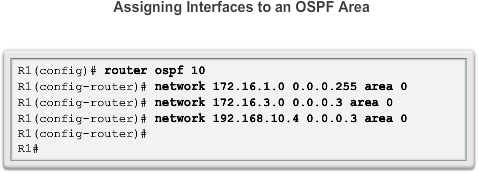 Assigning Interfaces to an OSPF Area
R1(config)# router ospf 10
R1(config-router)# network 172.16.1.0 0.0.0.255 area 0
R1(config-router)# network 172.16.3.0 0.0.0.3 area 0
R1(config-router)# network 192.168.10.4 0.0.0.3 area 0
R1(config-router)#
R1#